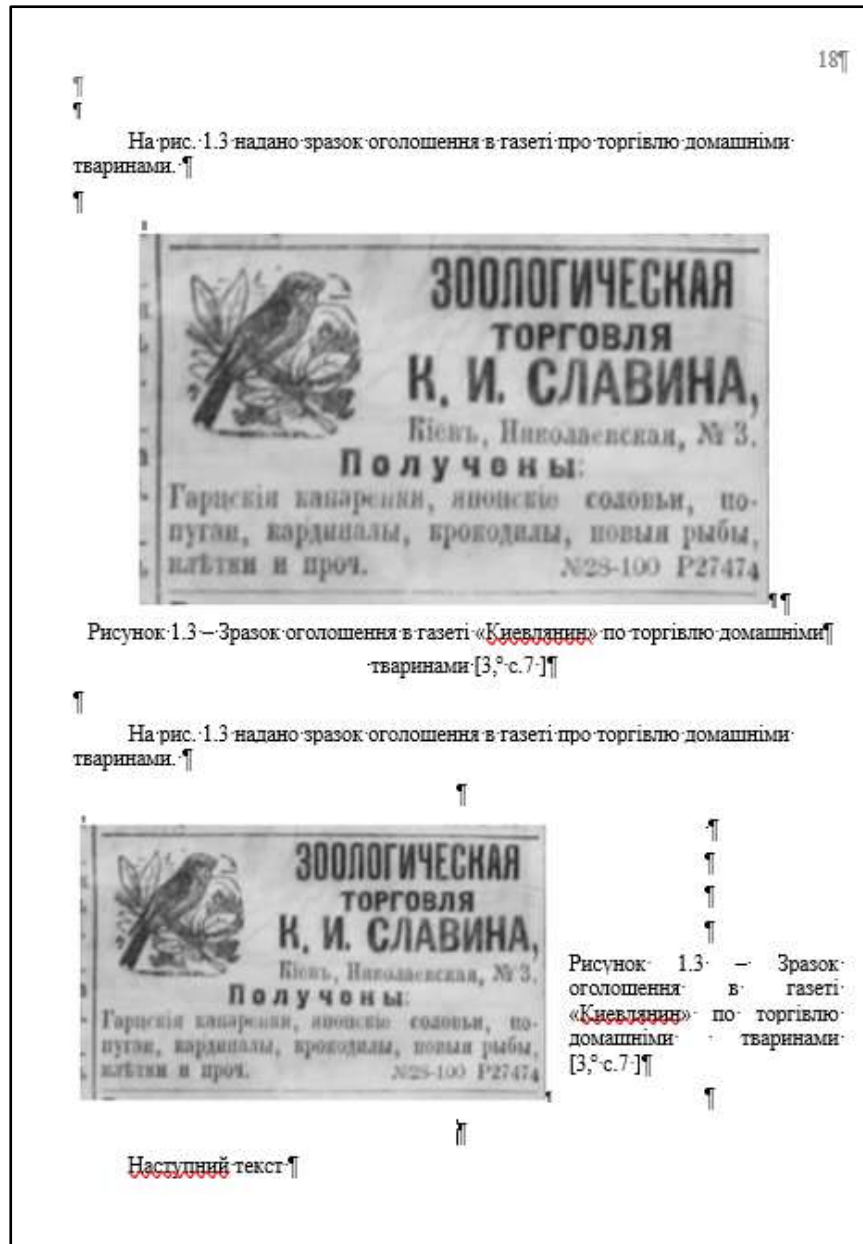 18¶
¶
¶
На рис. 1.3 надано зразок оголошення в газеті про торгівлю домашніми
тваринами. ¶
¶
ЗООЛОГИЧЕСКАЯ
ТОРГОВЛЯ
К. И. СЛАВИНА,
Кіевъ, Николаевская, № 3.
Получены:
Гарцскія канарейки, японскіе соловьи, по-
пугаи, кардиналы, крокодилы, новыя рыбы,
клѣтки и проч. №28-100 Р27474
¶¶
Рисунок 1.3 – Зразок оголошення в газеті «Киевлянин» по торгівлю домашніми¶
тваринами [3,° с.7 ]¶
¶
На рис. 1.3 надано зразок оголошення в газеті про торгівлю домашніми
тваринами. ¶
¶
ЗООЛОГИЧЕСКАЯ
ТОРГОВЛЯ
К. И. СЛАВИНА,
Кіевъ, Николаевская, № 3.
Получены:
Гарцскія канарейки, японскіе соловьи, по-
пугаи, кардиналы, крокодилы, новыя рыбы,
клѣтки и проч. №28-100 Р27474
¶
¶
¶
¶
¶
Рисунок 1.3 – Зразок
оголошення в газеті
«Киевлянин» по торгівлю
домашніми тваринами
[3,° с.7 ]¶
¶
¶
Наступний текст ¶